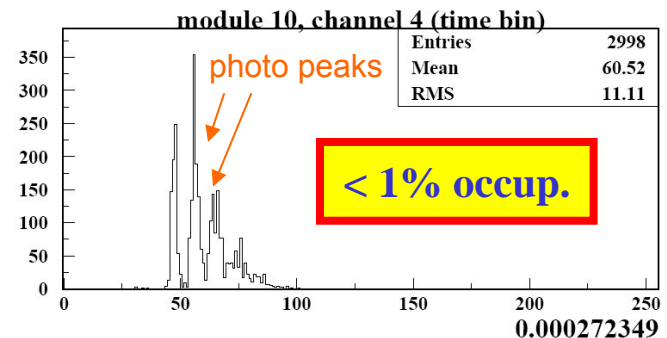 module 10, channel 4 (time bin)
Entries 2998
Mean 60.52
RMS 11.11
photo peaks
< 1% occup.
350
300
250
200
150
100
50
0
0 50 100 150 200 250
0.000272349